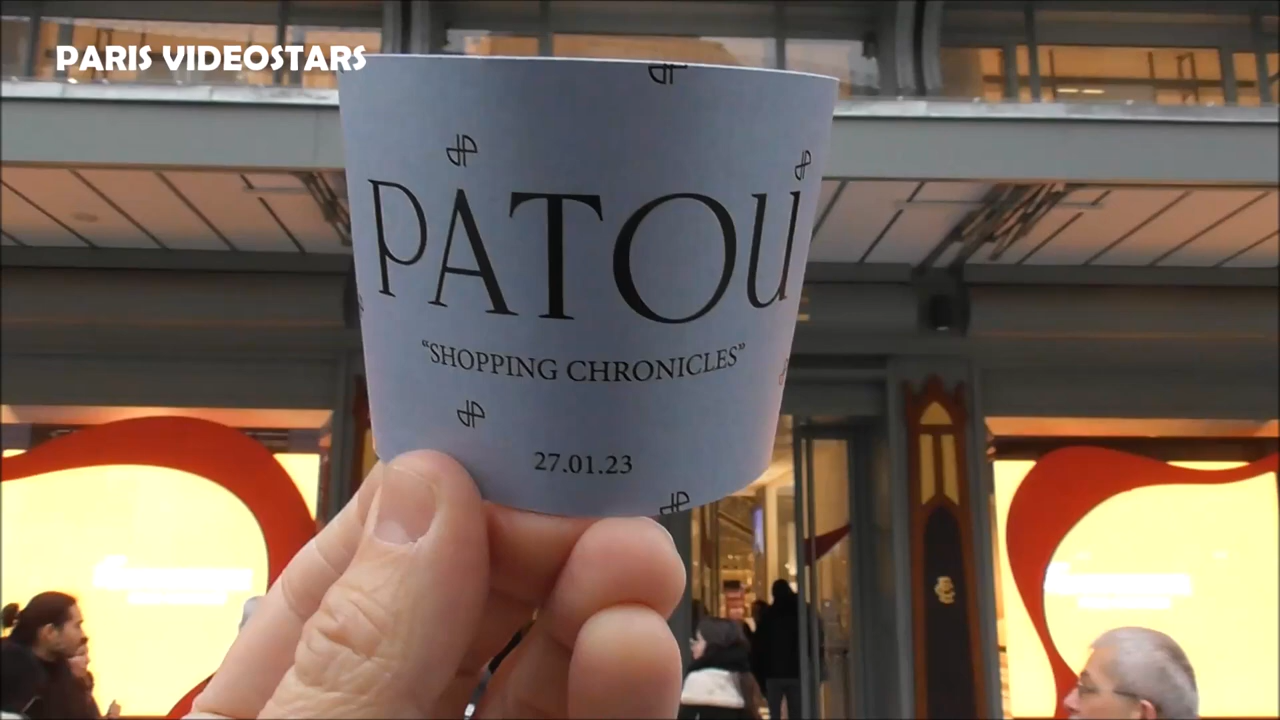 PARIS VIDEOSTARS
PATOU
“SHOPPING CHRONICLES”
27.01.23